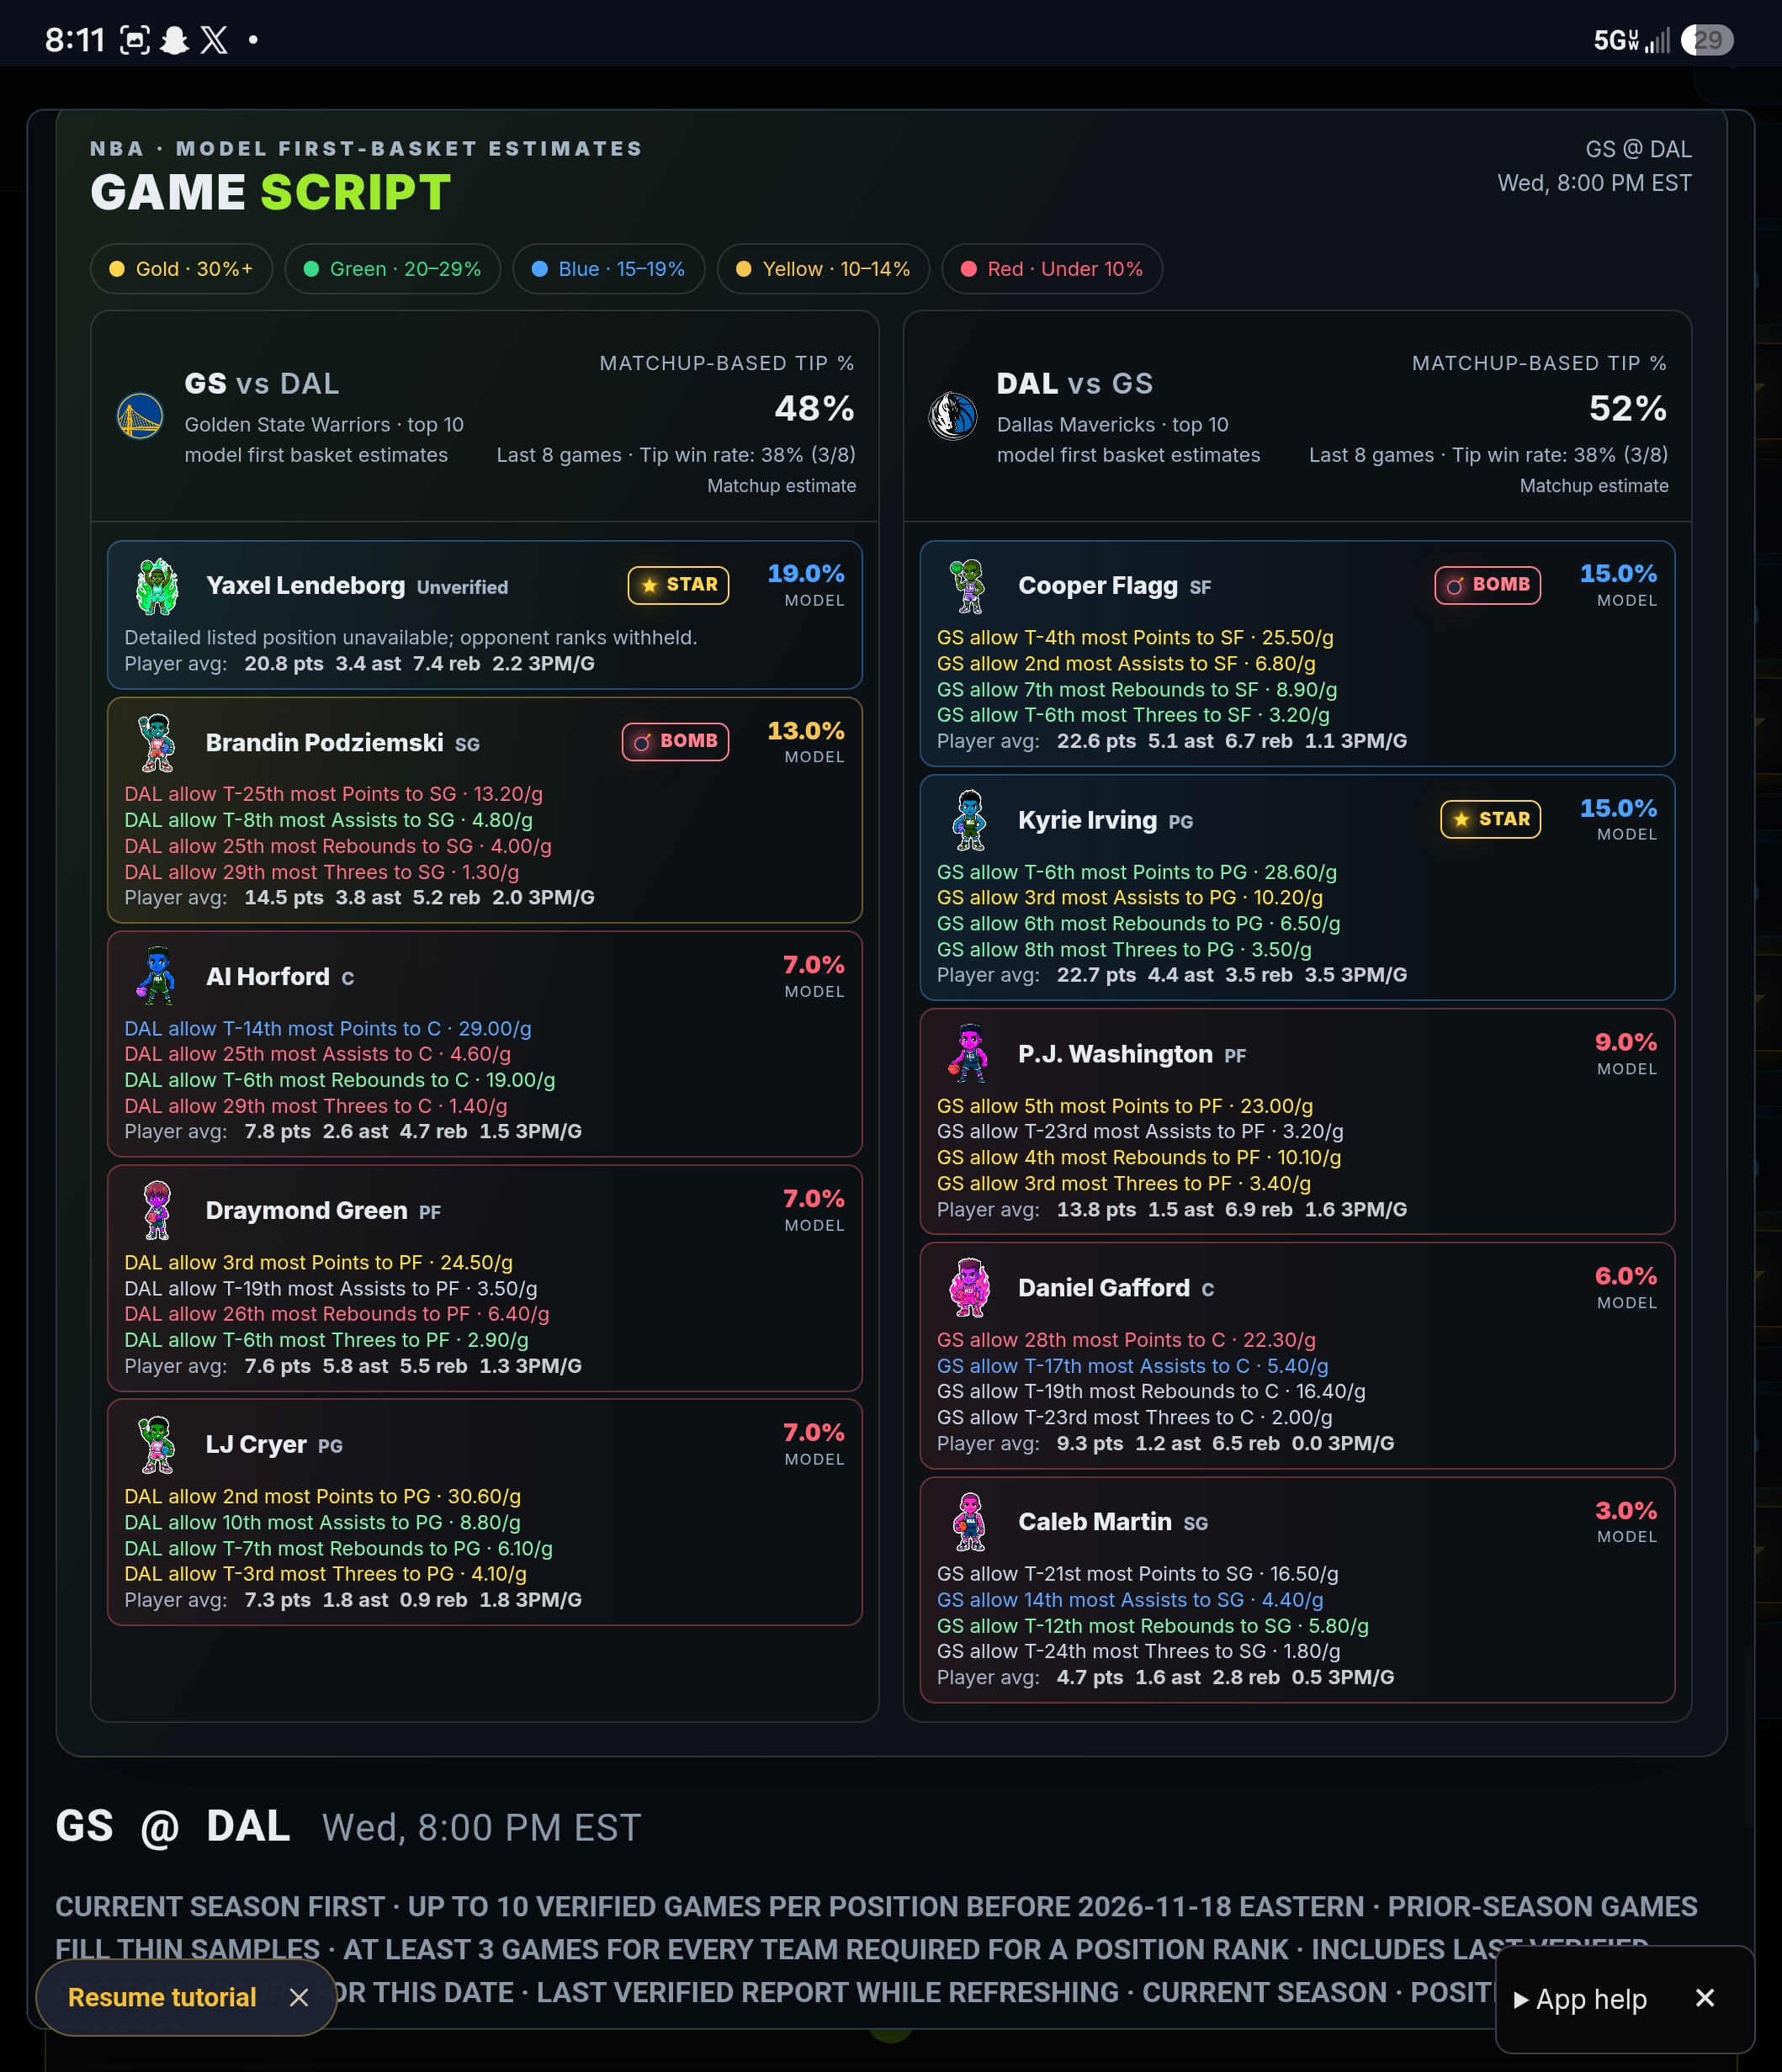 8:11
5G UW
29
NBA · MODEL FIRST-BASKET ESTIMATES
GAME SCRIPT
GS @ DAL
Wed, 8:00 PM EST
Gold · 30%+
Green · 20–29%
Blue · 15–19%
Yellow · 10–14%
Red · Under 10%
GS vs DAL
Golden State Warriors · top 10
model first basket estimates
MATCHUP-BASED TIP %
48%
Last 8 games · Tip win rate: 38% (3/8)
Matchup estimate
Yaxel Lendeborg Unverified
STAR
19.0%
MODEL
Detailed listed position unavailable; opponent ranks withheld.
Player avg: 20.8 pts 3.4 ast 7.4 reb 2.2 3PM/G
Brandin Podziemski SG
BOMB
13.0%
MODEL
DAL allow T-25th most Points to SG · 13.20/g
DAL allow T-8th most Assists to SG · 4.80/g
DAL allow 25th most Rebounds to SG · 4.00/g
DAL allow 29th most Threes to SG · 1.30/g
Player avg: 14.5 pts 3.8 ast 5.2 reb 2.0 3PM/G
Al Horford C
7.0%
MODEL
DAL allow T-14th most Points to C · 29.00/g
DAL allow 25th most Assists to C · 4.60/g
DAL allow T-6th most Rebounds to C · 19.00/g
DAL allow 29th most Threes to C · 1.40/g
Player avg: 7.8 pts 2.6 ast 4.7 reb 1.5 3PM/G
Draymond Green PF
7.0%
MODEL
DAL allow 3rd most Points to PF · 24.50/g
DAL allow T-19th most Assists to PF · 3.50/g
DAL allow 26th most Rebounds to PF · 6.40/g
DAL allow T-6th most Threes to PF · 2.90/g
Player avg: 7.6 pts 5.8 ast 5.5 reb 1.3 3PM/G
LJ Cryer PG
7.0%
MODEL
DAL allow 2nd most Points to PG · 30.60/g
DAL allow 10th most Assists to PG · 8.80/g
DAL allow T-7th most Rebounds to PG · 6.10/g
DAL allow T-3rd most Threes to PG · 4.10/g
Player avg: 7.3 pts 1.8 ast 0.9 reb 1.8 3PM/G
DAL vs GS
Dallas Mavericks · top 10
model first basket estimates
MATCHUP-BASED TIP %
52%
Last 8 games · Tip win rate: 38% (3/8)
Matchup estimate
Cooper Flagg SF
BOMB
15.0%
MODEL
GS allow T-4th most Points to SF · 25.50/g
GS allow 2nd most Assists to SF · 6.80/g
GS allow 7th most Rebounds to SF · 8.90/g
GS allow T-6th most Threes to SF · 3.20/g
Player avg: 22.6 pts 5.1 ast 6.7 reb 1.1 3PM/G
Kyrie Irving PG
STAR
15.0%
MODEL
GS allow T-6th most Points to PG · 28.60/g
GS allow 3rd most Assists to PG · 10.20/g
GS allow 6th most Rebounds to PG · 6.50/g
GS allow 8th most Threes to PG · 3.50/g
Player avg: 22.7 pts 4.4 ast 3.5 reb 3.5 3PM/G
P.J. Washington PF
9.0%
MODEL
GS allow 5th most Points to PF · 23.00/g
GS allow T-23rd most Assists to PF · 3.20/g
GS allow 4th most Rebounds to PF · 10.10/g
GS allow 3rd most Threes to PF · 3.40/g
Player avg: 13.8 pts 1.5 ast 6.9 reb 1.6 3PM/G
Daniel Gafford C
6.0%
MODEL
GS allow 28th most Points to C · 22.30/g
GS allow T-17th most Assists to C · 5.40/g
GS allow T-19th most Rebounds to C · 16.40/g
GS allow T-23rd most Threes to C · 2.00/g
Player avg: 9.3 pts 1.2 ast 6.5 reb 0.0 3PM/G
Caleb Martin SG
3.0%
MODEL
GS allow T-21st most Points to SG · 16.50/g
GS allow 14th most Assists to SG · 4.40/g
GS allow T-12th most Rebounds to SG · 5.80/g
GS allow T-24th most Threes to SG · 1.80/g
Player avg: 4.7 pts 1.6 ast 2.8 reb 0.5 3PM/G
GS @ DAL Wed, 8:00 PM EST
CURRENT SEASON FIRST · UP TO 10 VERIFIED GAMES PER POSITION BEFORE 2026-11-18 EASTERN · PRIOR-SEASON GAMES
FILL THIN SAMPLES · AT LEAST 3 GAMES FOR EVERY TEAM REQUIRED FOR A POSITION RANK · INCLUDES LAST VERIFIED
FOR THIS DATE · LAST VERIFIED REPORT WHILE REFRESHING · CURRENT SEASON ·
Resume tutorial
App help